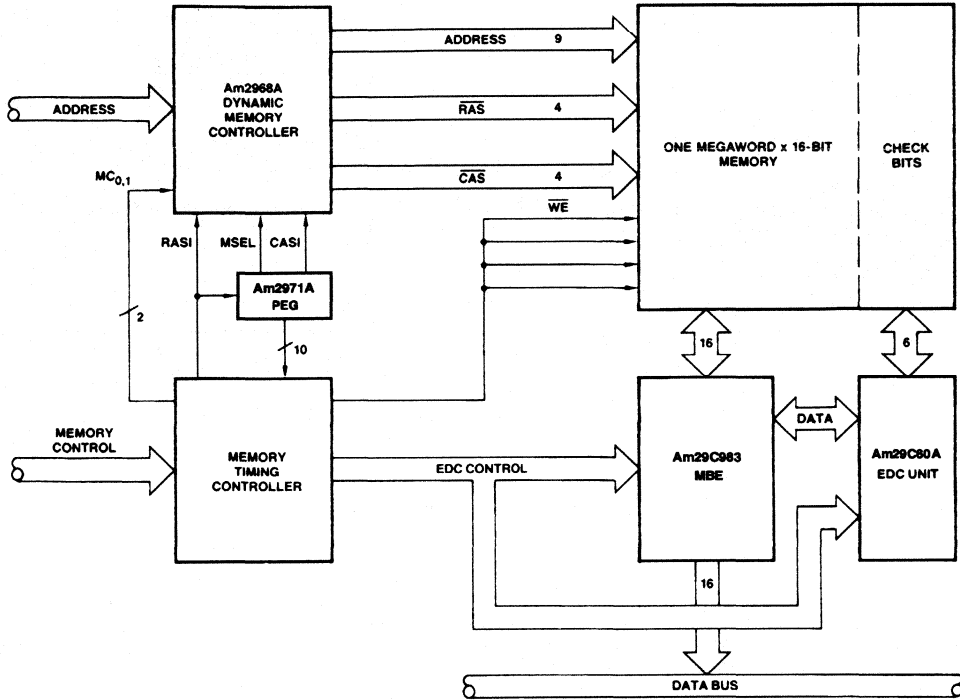 ADDRESS 9
Am2968A
DYNAMIC
MEMORY
CONTROLLER
ADDRESS
RAS 4
CAS 4
ONE MEGAWORD x 16-BIT
MEMORY
CHECK
BITS
MC0,1
WE
RASI
MSEL
CASI
Am2971A
PEG
2
10
16
6
MEMORY
CONTROL
MEMORY
TIMING
CONTROLLER
EDC CONTROL
Am29C983
MBE
DATA
Am29C60A
EDC UNIT
16
DATA BUS